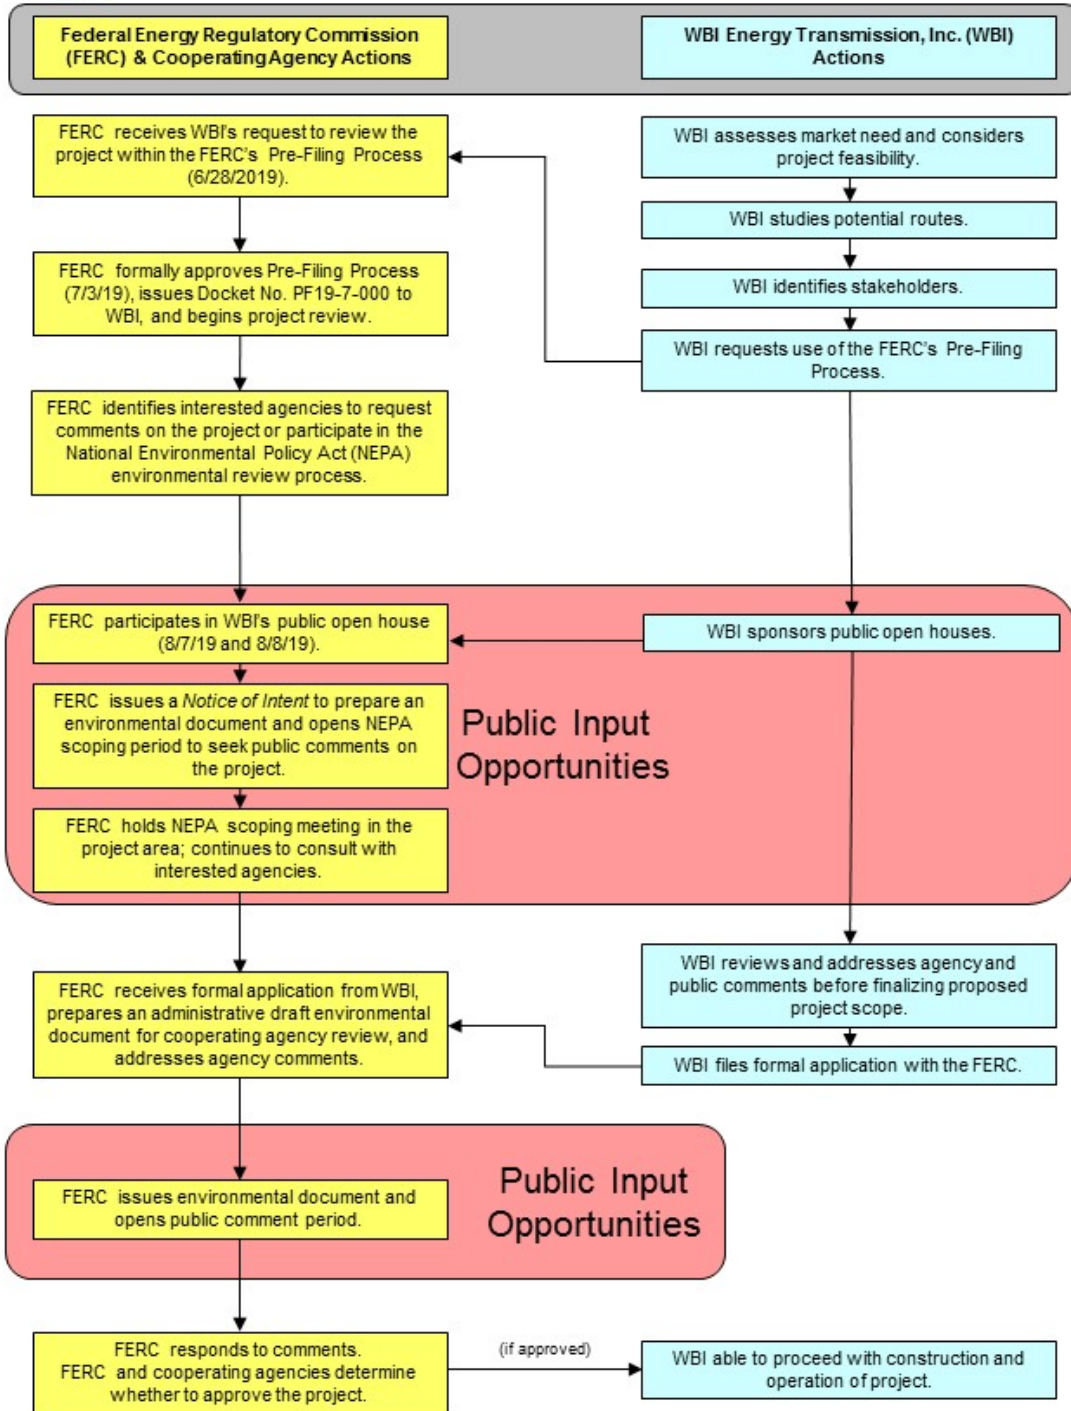 Federal Energy Regulatory Commission
(FERC) & Cooperating Agency Actions
WBI Energy Transmission, Inc. (WBI)
Actions
FERC receives WBI's request to review the
project within the FERC's Pre-Filing Process
(6/28/2019).
WBI assesses market need and considers
project feasibility.
WBI studies potential routes.
FERC formally approves Pre-Filing Process
(7/3/19), issues Docket No. PF19-7-000 to
WBI, and begins project review.
WBI identifies stakeholders.
WBI requests use of the FERC's Pre-Filing
Process.
FERC identifies interested agencies to request
comments on the project or participate in the
National Environmental Policy Act (NEPA)
environmental review process.
FERC participates in WBI's public open house
(8/7/19 and 8/8/19).
WBI sponsors public open houses.
FERC issues a Notice of Intent to prepare an
environmental document and opens NEPA
scoping period to seek public comments on
the project.
Public Input
Opportunities
FERC holds NEPA scoping meeting in the
project area; continues to consult with
interested agencies.
WBI reviews and addresses agency and
public comments before finalizing proposed
project scope.
FERC receives formal application from WBI,
prepares an administrative draft environmental
document for cooperating agency review, and
addresses agency comments.
WBI files formal application with the FERC.
Public Input
Opportunities
FERC issues environmental document and
opens public comment period.
FERC responds to comments.
FERC and cooperating agencies determine
whether to approve the project.
(if approved)
WBI able to proceed with construction and
operation of project.